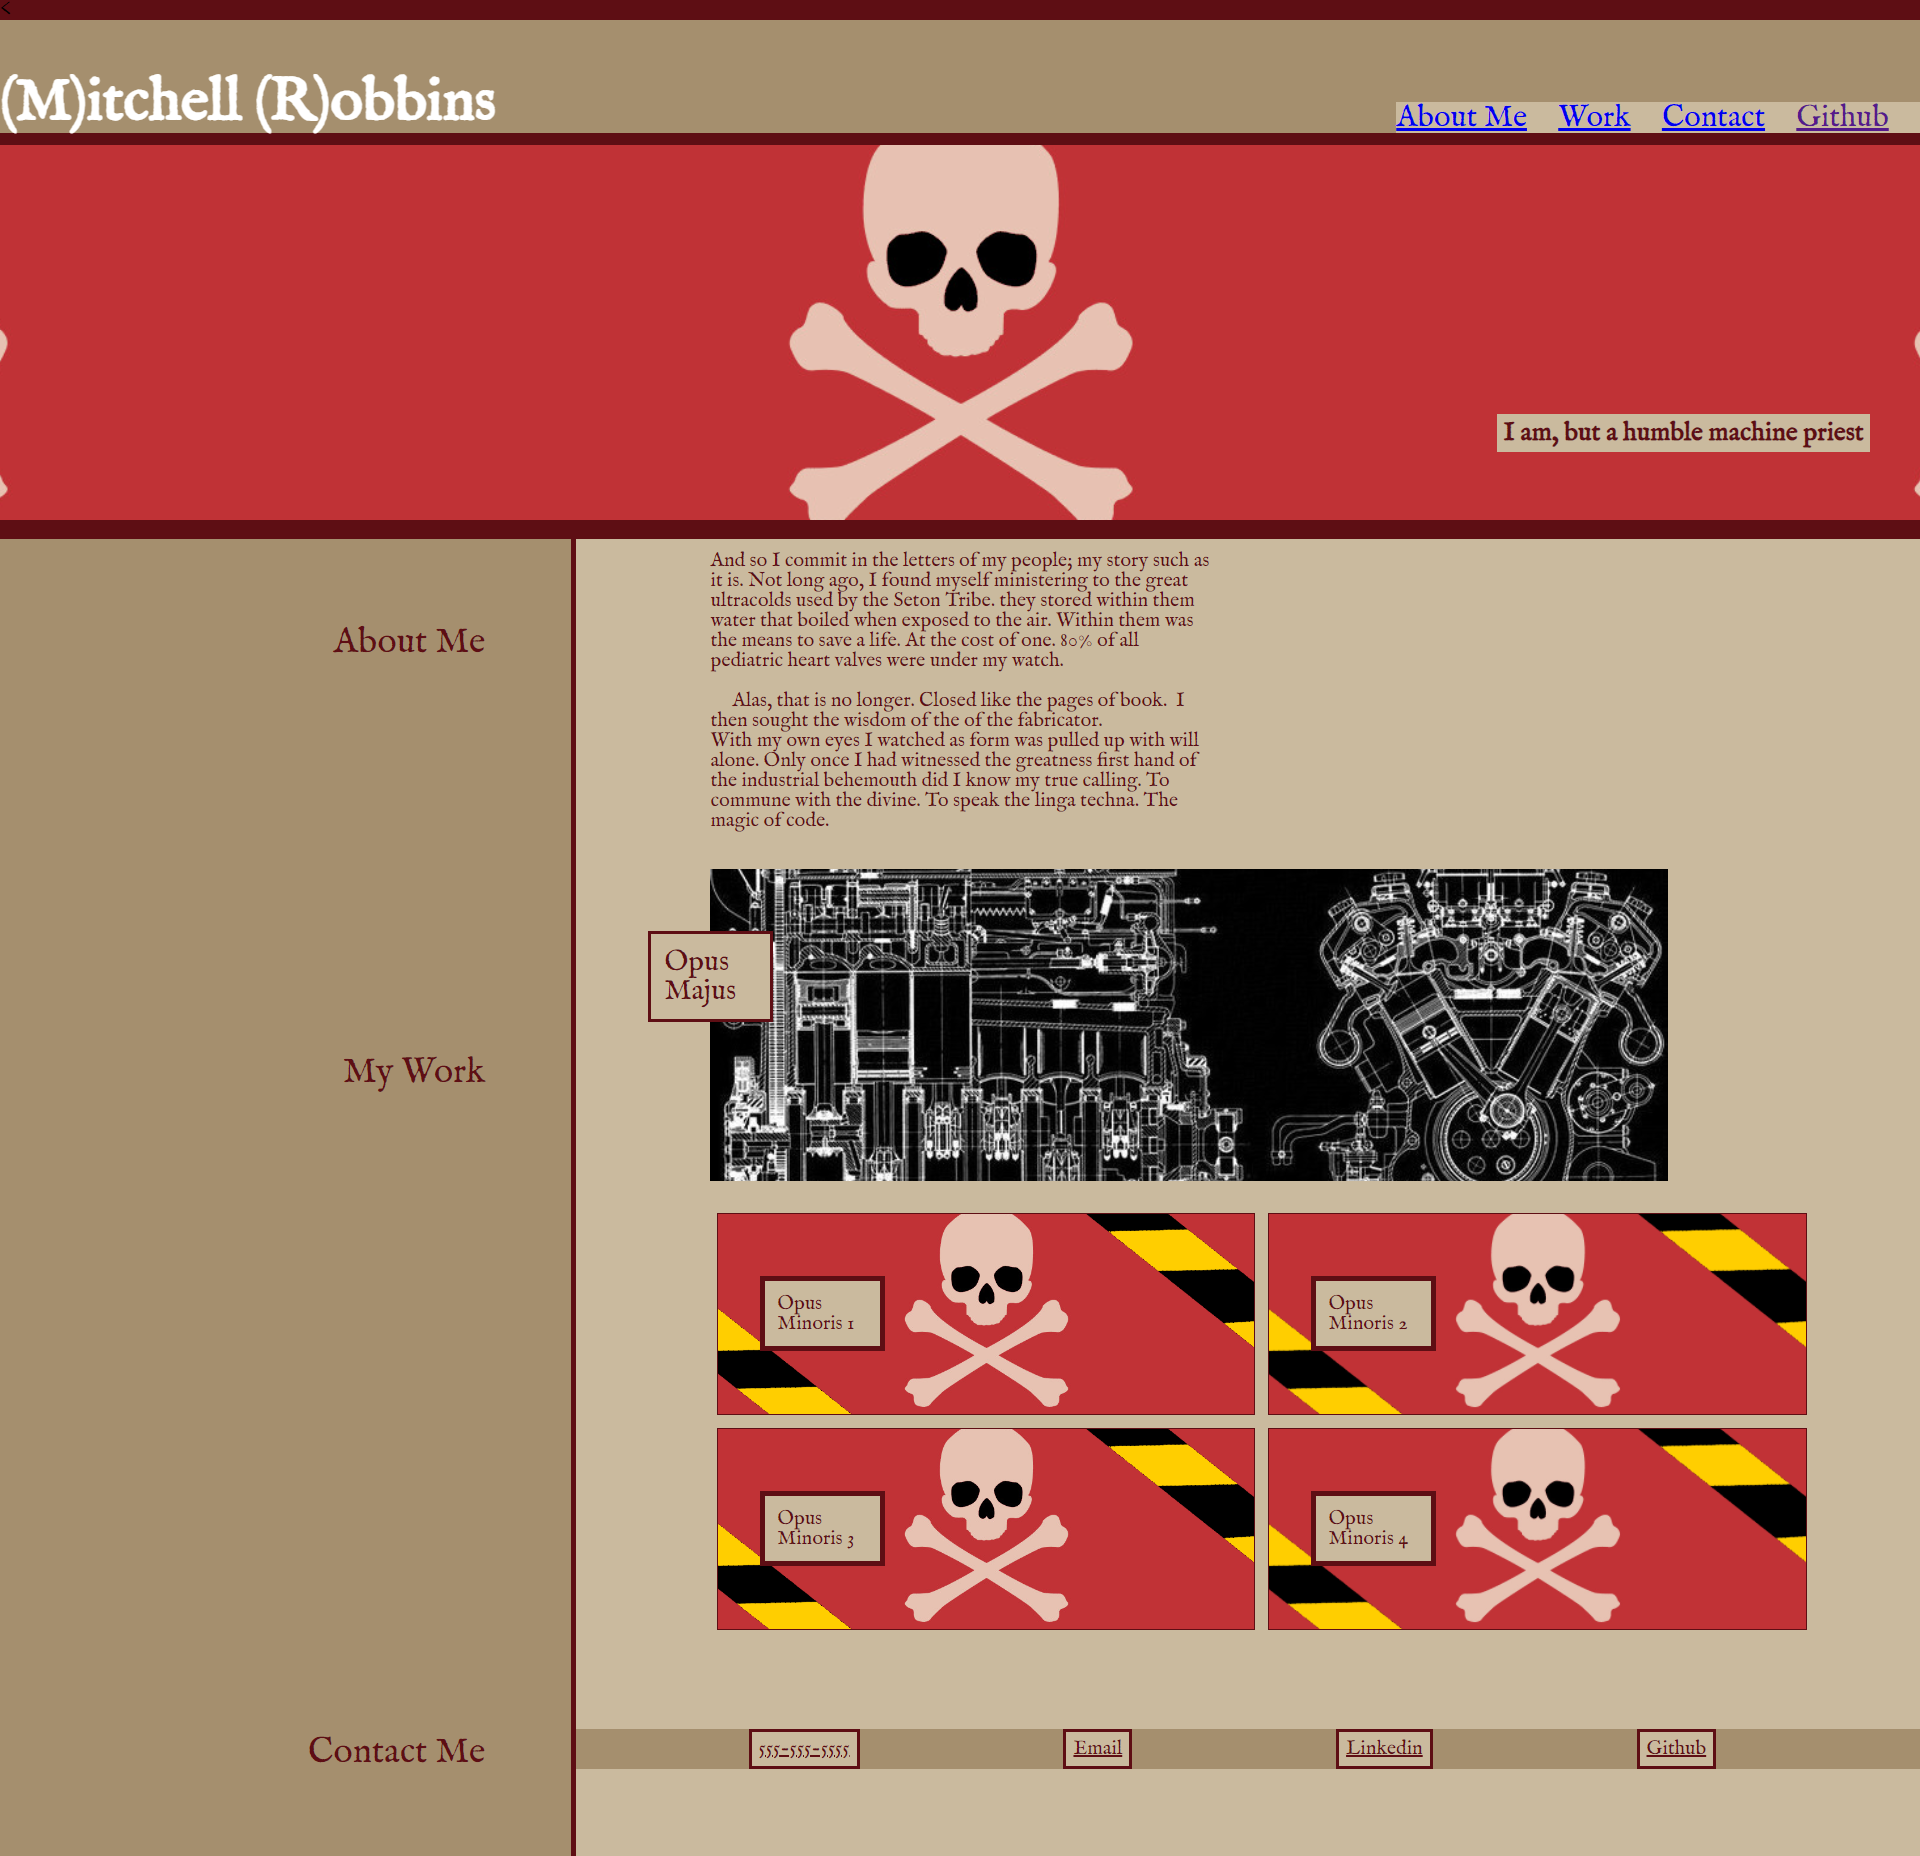 <
(M)itchell (R)obbins
About Me Work Contact Github
I am, but a humble machine priest
About Me
And so I commit in the letters of my people; my story such as
it is. Not long ago, I found myself ministering to the great
ultracolds used by the Seton Tribe. they stored within them
water that boiled when exposed to the air. Within them was
the means to save a life. At the cost of one. 80% of all
pediatric heart valves were under my watch.
Alas, that is no longer. Closed like the pages of book. I
then sought the wisdom of the of the fabricator.
With my own eyes I watched as form was pulled up with will
alone. Only once I had witnessed the greatness first hand of
the industrial behemouth did I know my true calling. To
commune with the divine. To speak the linga techna. The
magic of code.
My Work
Opus
Majus
Opus
Minoris 1
Opus
Minoris 2
Opus
Minoris 3
Opus
Minoris 4
Contact Me
555-555-5555 Email Linkedin Github